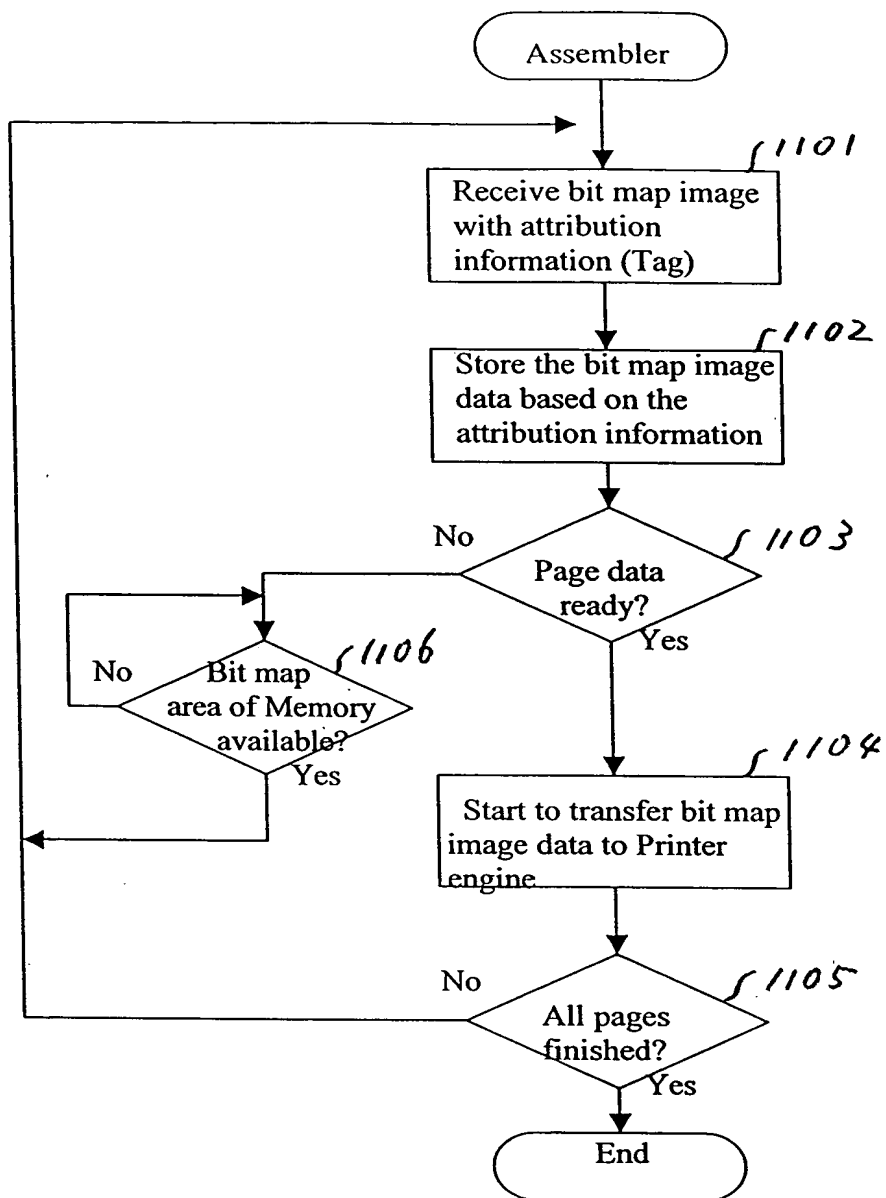 Assembler
1101
Receive bit map image
with attribution
information (Tag)
1102
Store the bit map image
data based on the
attribution information
No
1103
Page data
ready?
Yes
1106
No
Bit map
area of Memory
available?
Yes
1104
Start to transfer bit map
image data to Printer
engine
No
1105
All pages
finished?
Yes
End